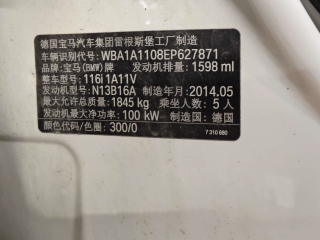 德国宝马汽车集团雷根斯堡工厂制造
车辆识别代号: WBA1A1108EP627871
品牌: 宝马(BMW)牌 发动机排量: 1598 ml
整车型号: 116i 1A11V
发动机型号: N13B16A 制造年月: 2014.05
最大允许总质量: 1845 kg 乘坐人数: 5 人
发动机最大净功率: 100 kW 制造国: 德国
颜色代码/色匪: 300/0
7 310 680